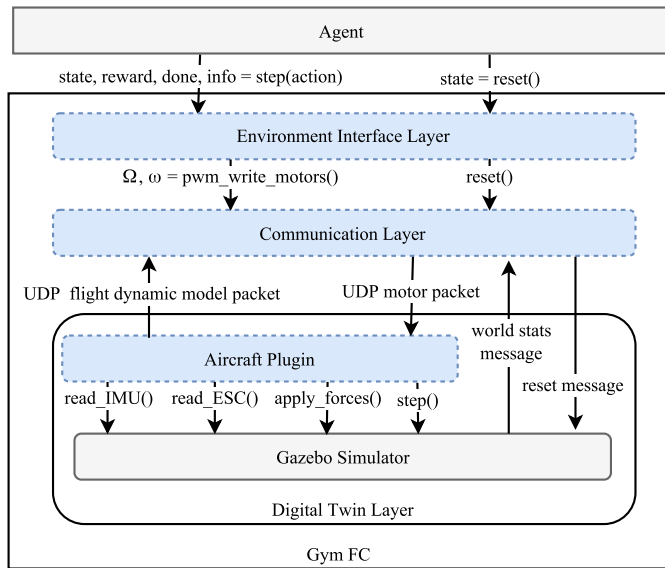 Agent
state, reward, done, info = step(action)
state = reset()
Environment Interface Layer
Ω, ω = pwm_write_motors()
reset()
Communication Layer
UDP flight dynamic model packet
UDP motor packet
world stats
message
reset message
Aircraft Plugin
read_IMU()
read_ESC()
apply_forces()
step()
Gazebo Simulator
Digital Twin Layer
Gym FC